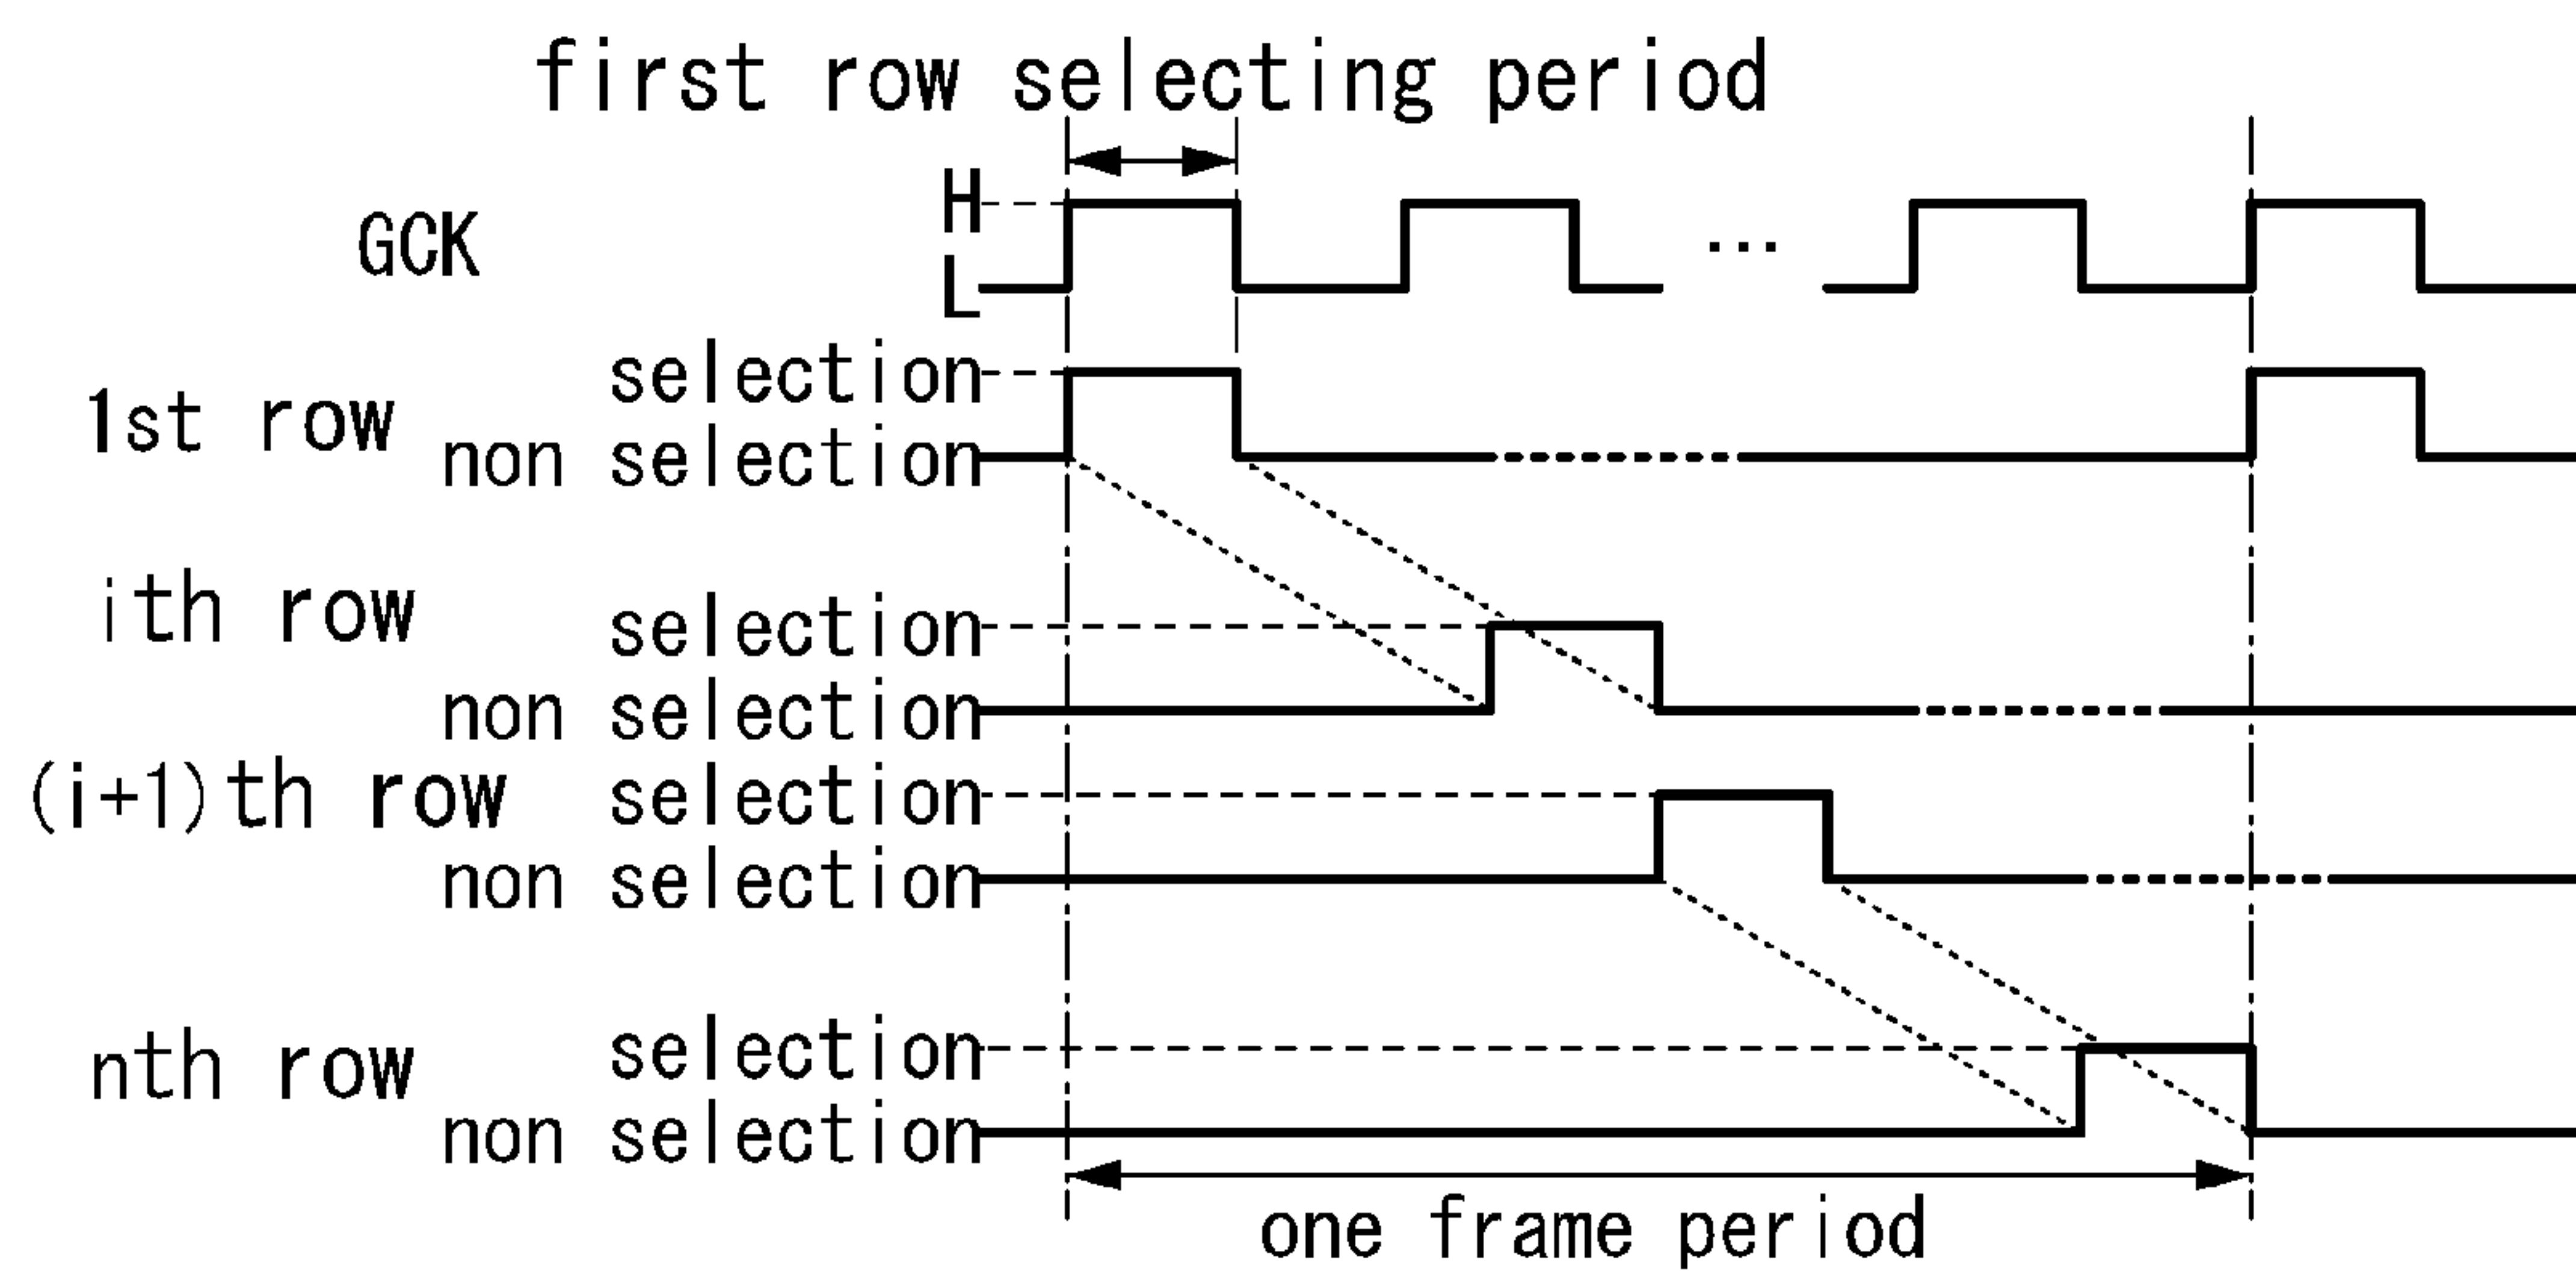 first row selecting period
H
GCK
L
selection
1st row
non selection
...
ith row
selection
non selection
(i+1)th row selection
non selection
nth row
selection
non selection
one frame period